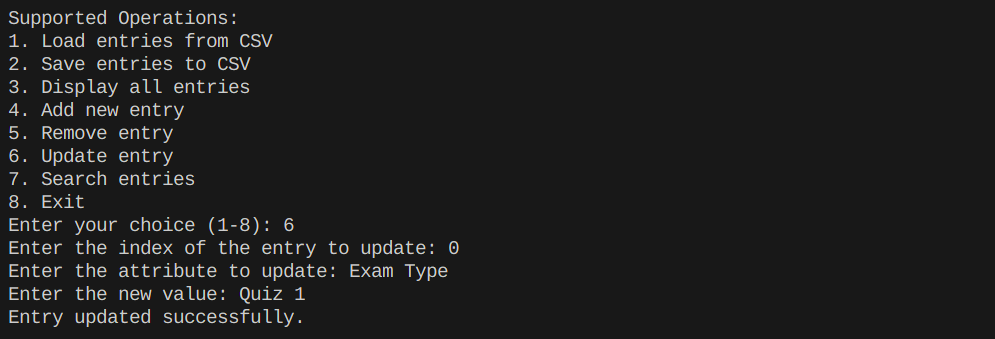 Supported Operations:
1. Load entries from CSV
2. Save entries to CSV
3. Display all entries
4. Add new entry
5. Remove entry
6. Update entry
7. Search entries
8. Exit
Enter your choice (1-8): 6
Enter the index of the entry to update: 0
Enter the attribute to update: Exam Type
Enter the new value: Quiz 1
Entry updated successfully.